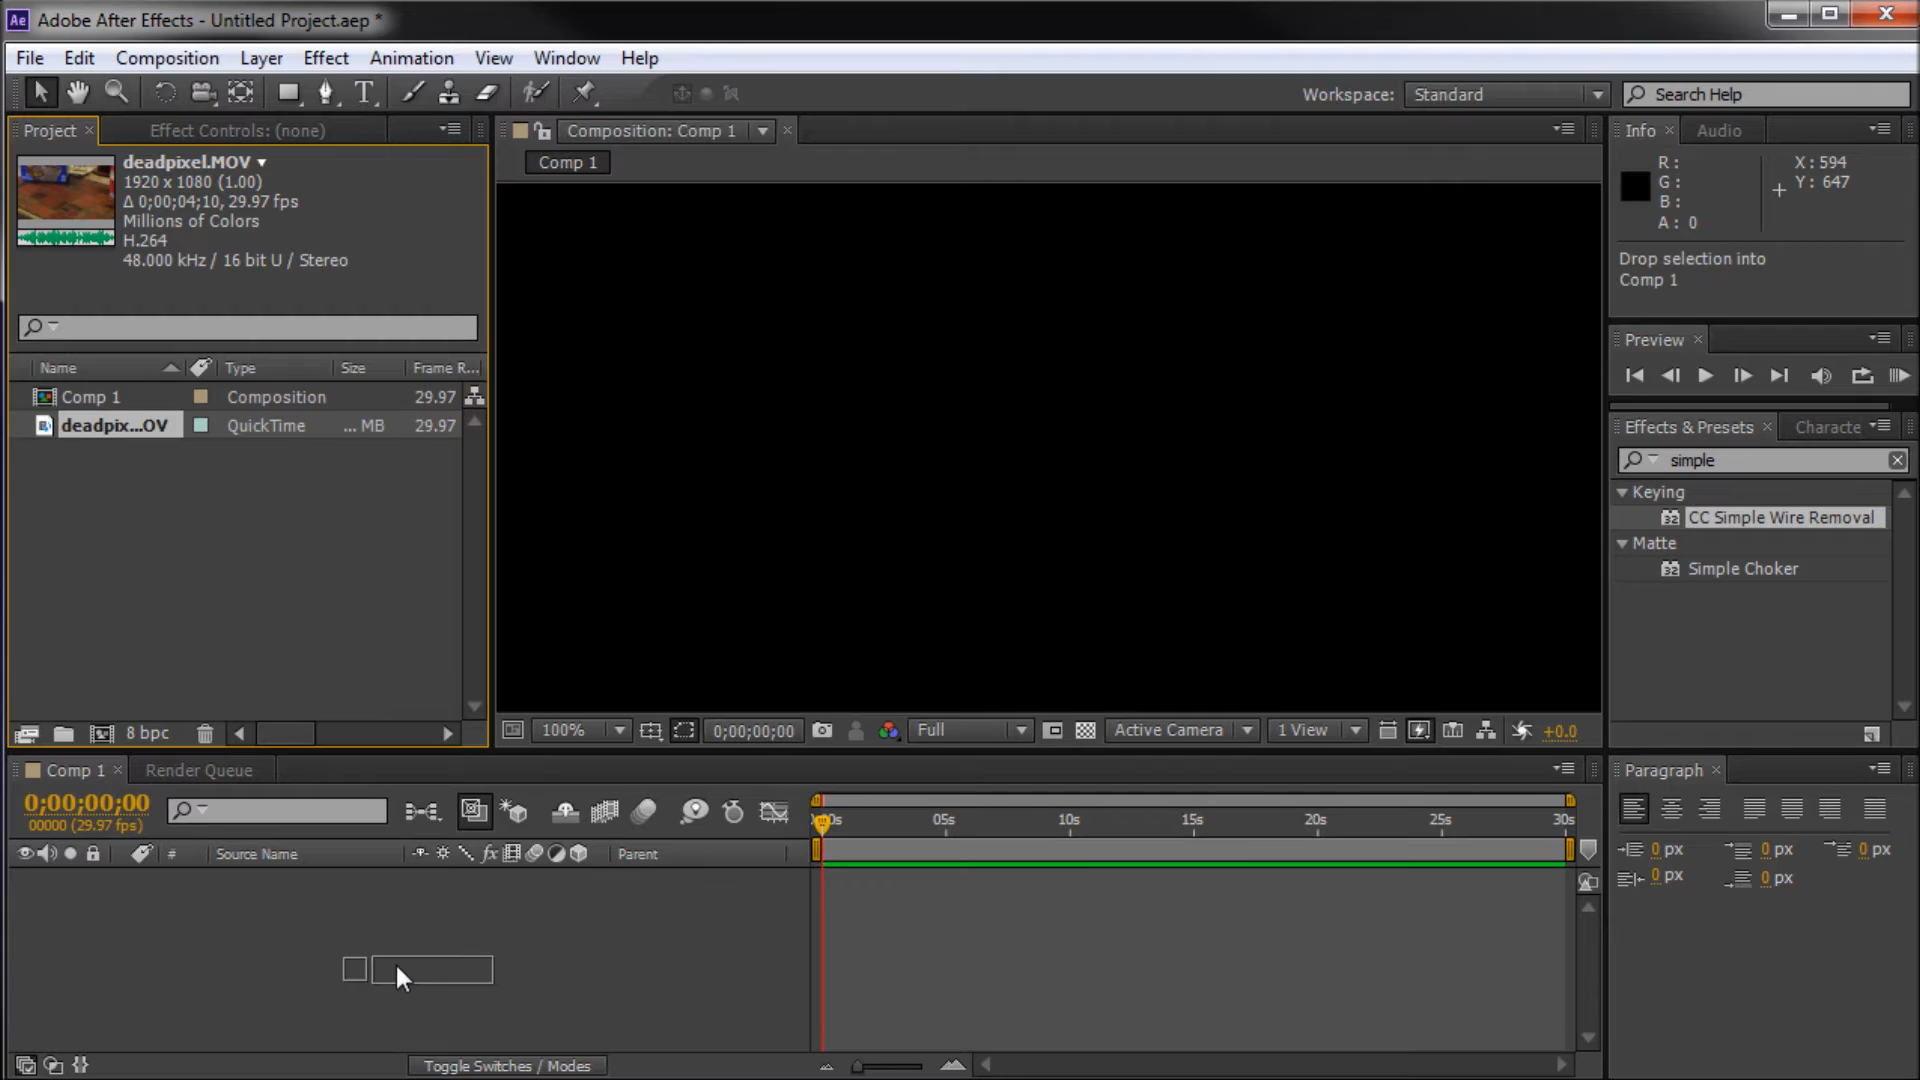 Ae Adobe After Effects - Untitled Project.aep *
File Edit Composition Layer Effect Animation View Window Help
Workspace: Standard Search Help
Project × Effect Controls: (none) Composition: Comp 1 × Info × Audio
Comp 1
deadpixel.MOV
1920 x 1080 (1.00)
Δ 0;00;04;10, 29.97 fps
Millions of Colors
H.264
48.000 kHz / 16 bit U / Stereo
R :
G :
B :
A : 0
X : 594
Y : 647
Drop selection into
Comp 1
Preview ×
Name Type Size Frame R...
Comp 1 Composition 29.97
deadpix...OV QuickTime ... MB 29.97
Effects & Presets × Characte
simple
Keying
32 CC Simple Wire Removal
Matte
32 Simple Choker
8 bpc
100% 0;00;00;00 Full Active Camera 1 View +0.0
Comp 1 × Render Queue
0;00;00;00
00000 (29.97 fps)
0s 05s 10s 15s 20s 25s 30s
# Source Name fx Parent
Toggle Switches / Modes
Paragraph ×
0 px 0 px 0 px
0 px 0 px